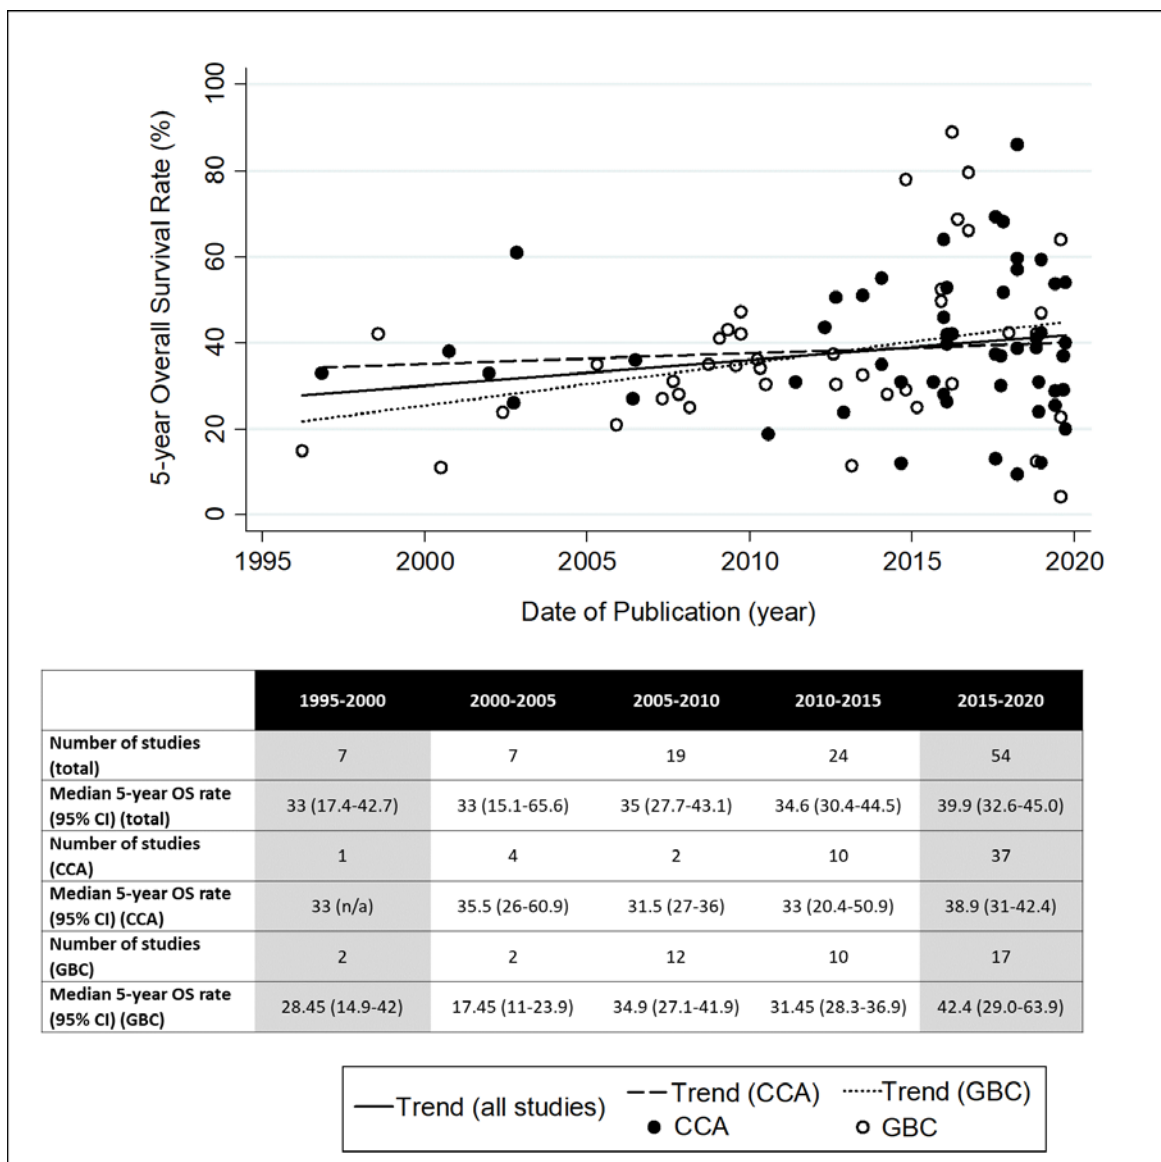 5-year Overall Survival Rate (%)
100
80
60
40
20
0
1995 2000 2005 2010 2015 2020
Date of Publication (year)
1995-2000 2000-2005 2005-2010 2010-2015 2015-2020
Number of studies
(total) 7 7 19 24 54
Median 5-year OS rate
(95% CI) (total) 33 (17.4-42.7) 33 (15.1-65.6) 35 (27.7-43.1) 34.6 (30.4-44.5) 39.9 (32.6-45.0)
Number of studies
(CCA) 1 4 2 10 37
Median 5-year OS rate
(95% CI) (CCA) 33 (n/a) 35.5 (26-60.9) 31.5 (27-36) 33 (20.4-50.9) 38.9 (31-42.4)
Number of studies
(GBC) 2 2 12 10 17
Median 5-year OS rate
(95% CI) (GBC) 28.45 (14.9-42) 17.45 (11-23.9) 34.9 (27.1-41.9) 31.45 (28.3-36.9) 42.4 (29.0-63.9)
Trend (all studies) Trend (CCA) Trend (GBC)
CCA GBC